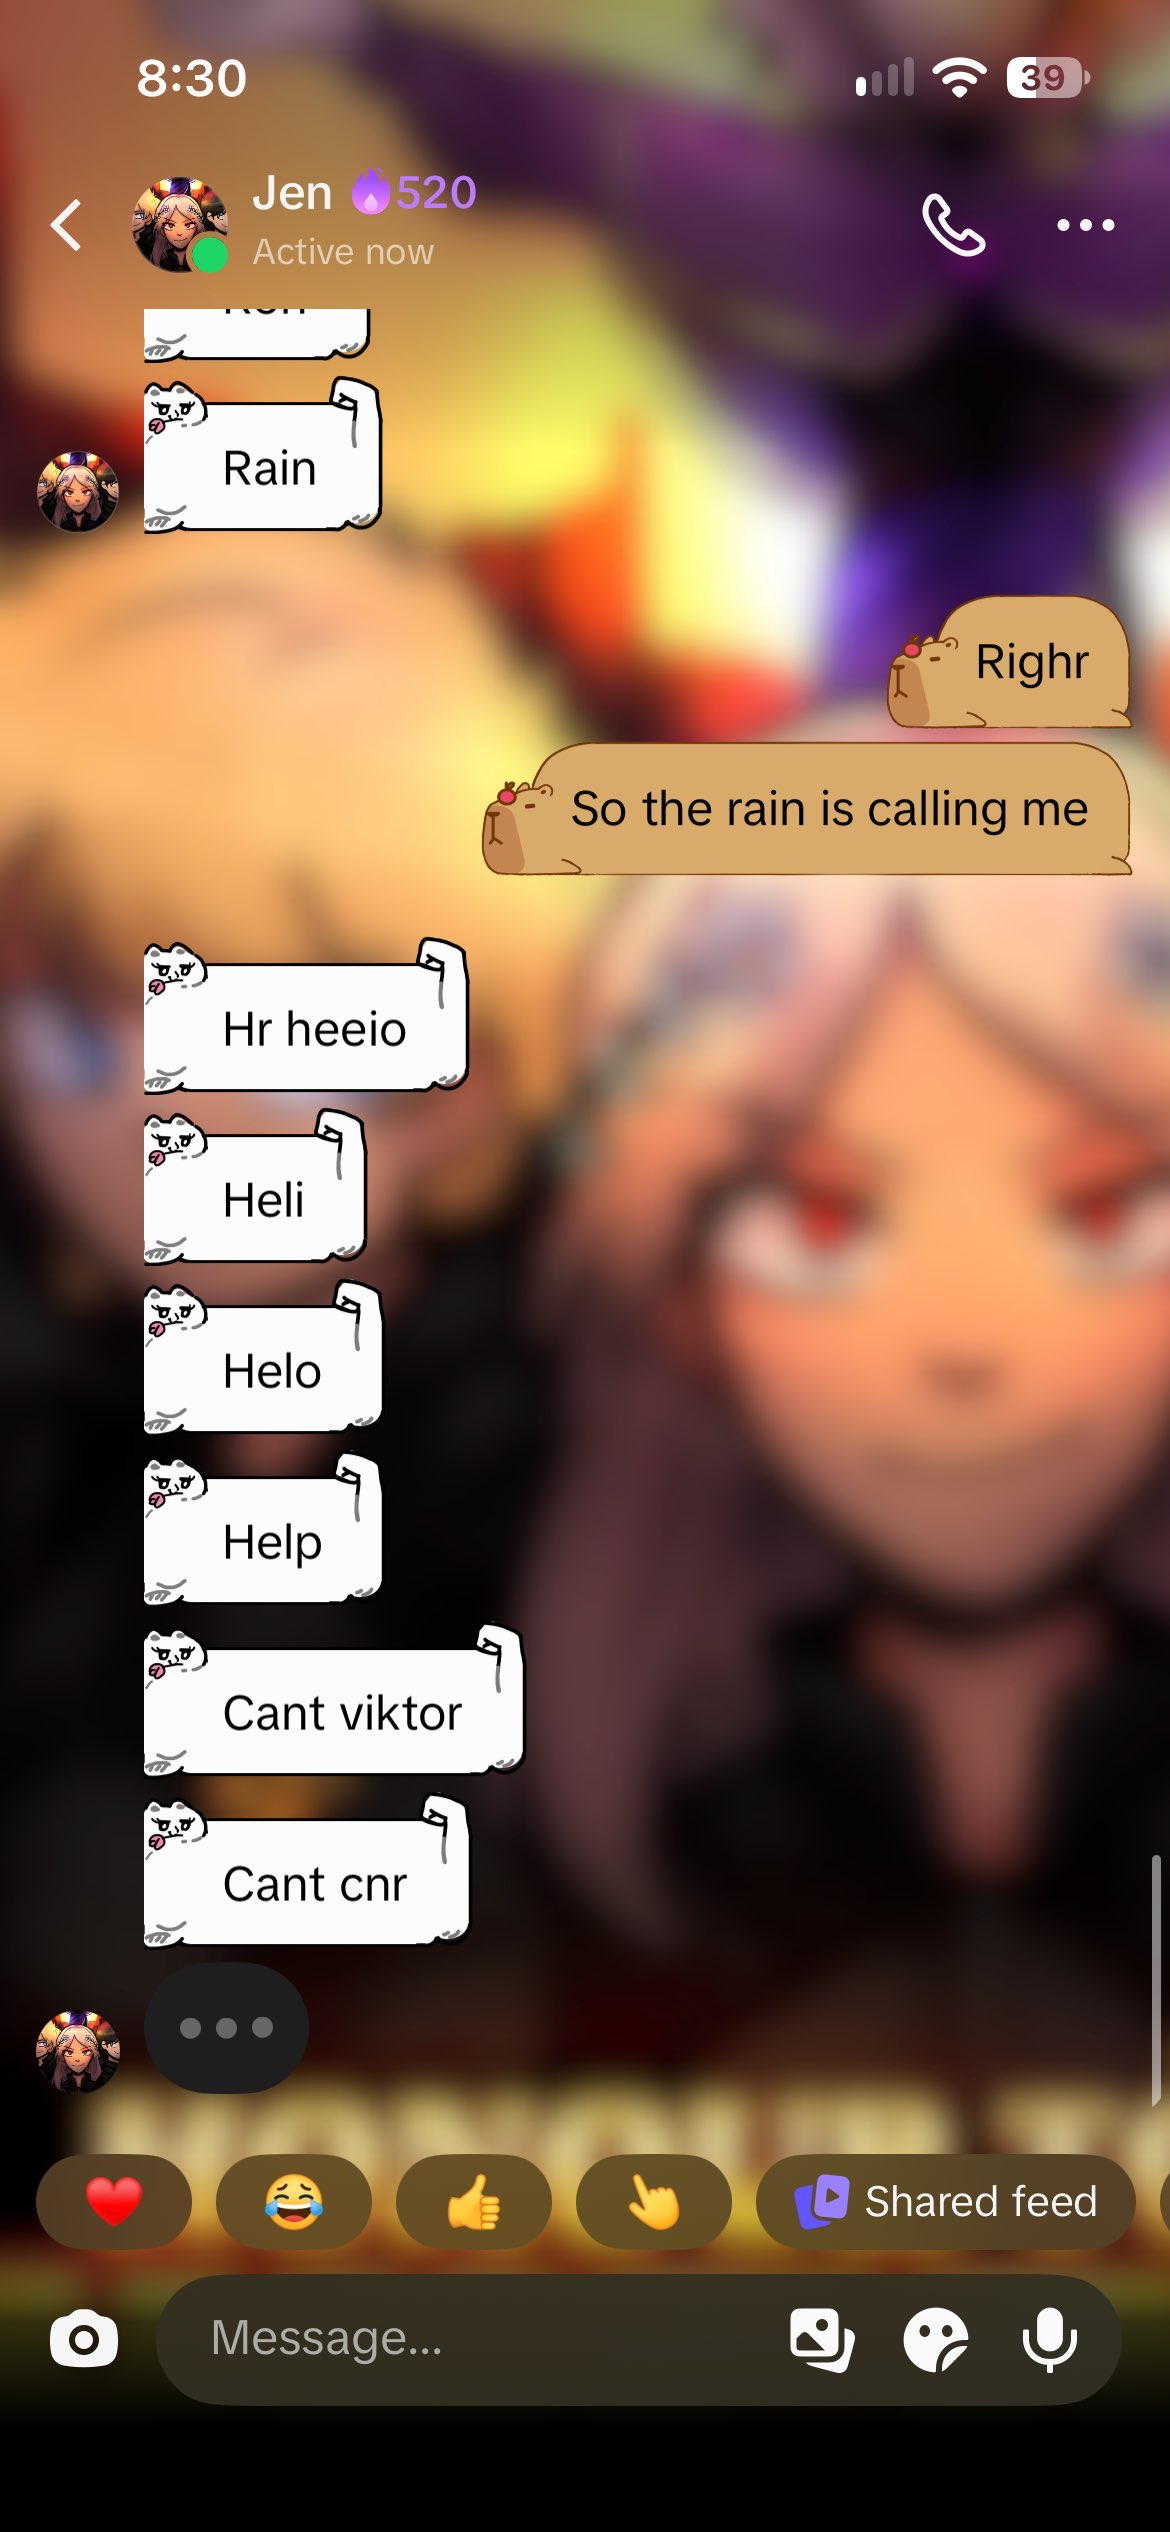 8:30
39
Jen 520
Active now
Rain
Righr
So the rain is calling me
Hr heeio
Heli
Helo
Help
Cant viktor
Cant cnr
Shared feed
Message...